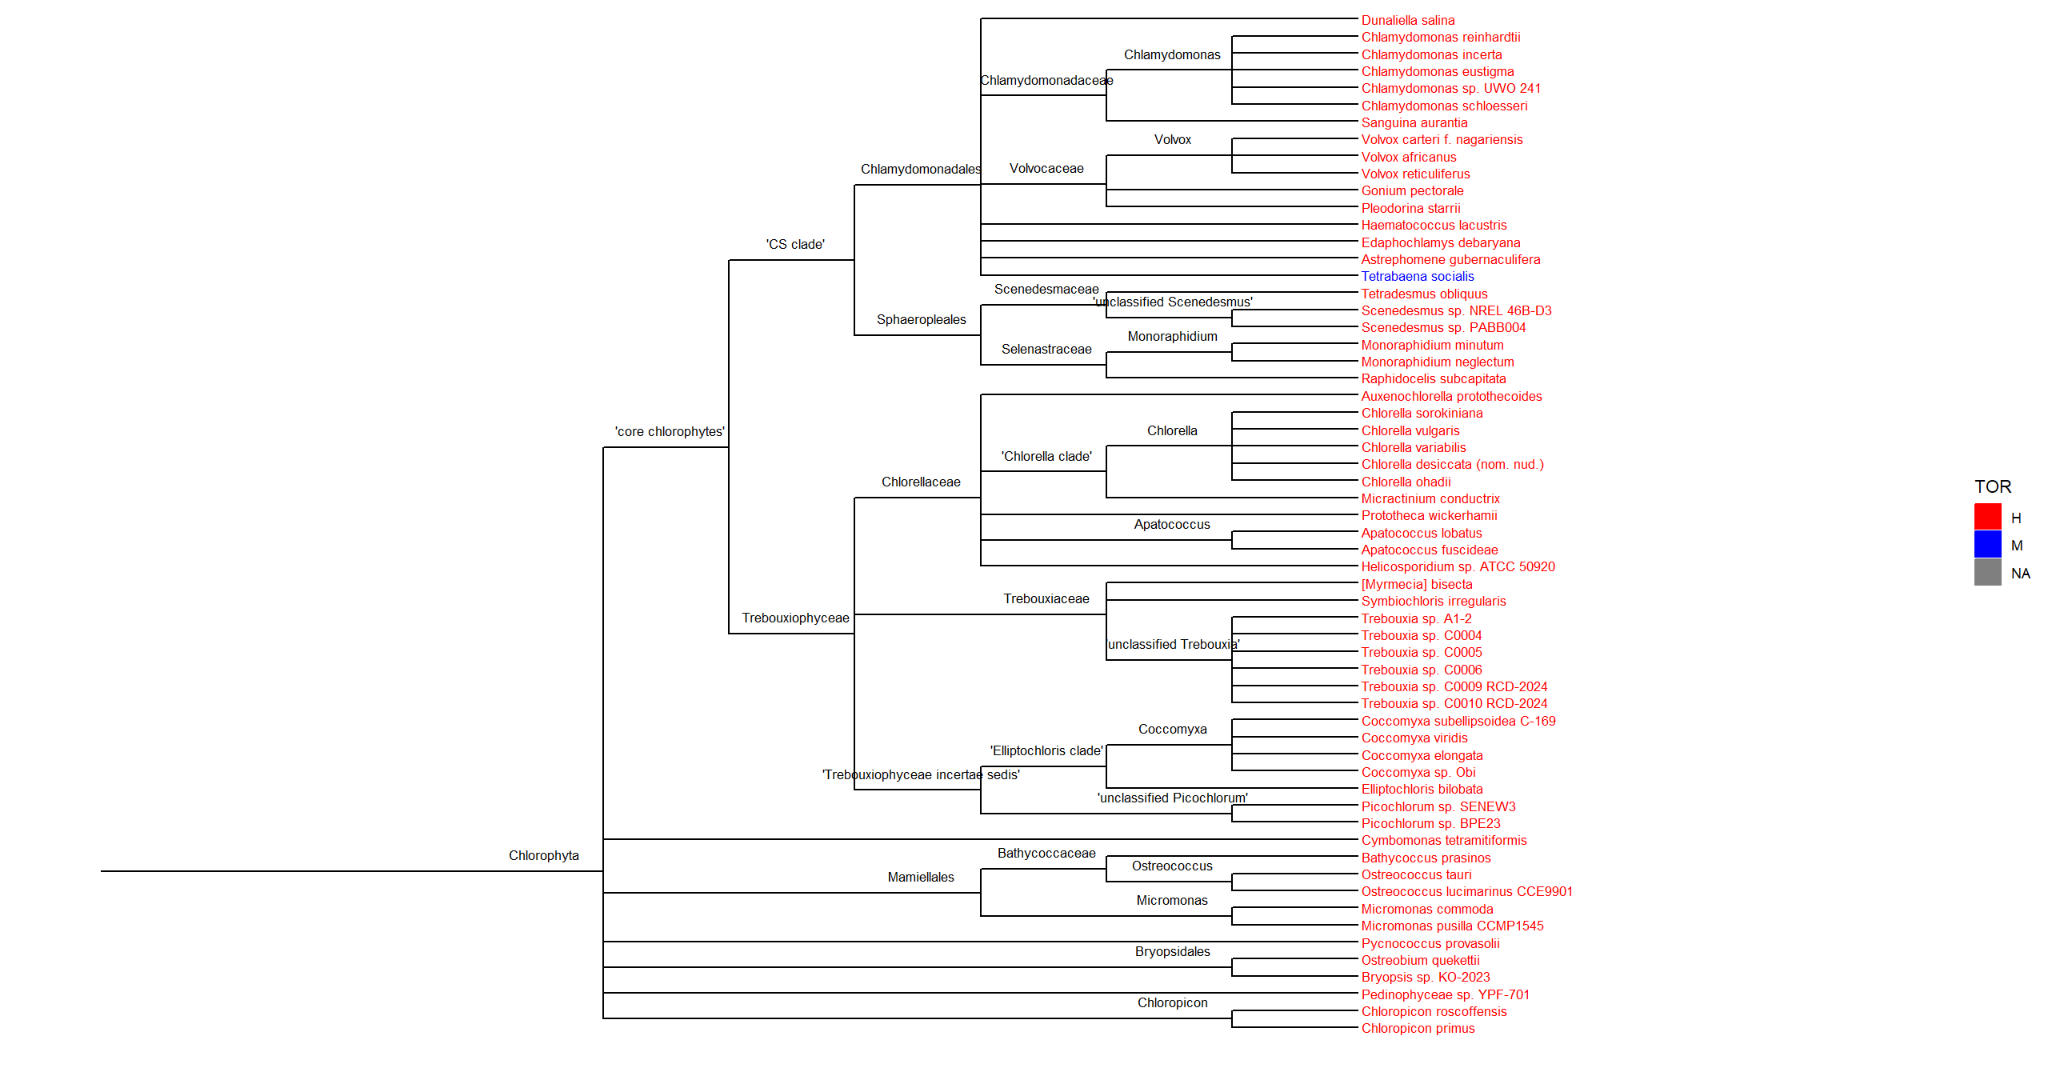 Dunaliella salina
Chlamydomonas reinhardtii
Chlamydomonas
Chlamydomonas incerta
Chlamydomonas eustigma
Chlamydomonadaceae
Chlamydomonas sp. UWO 241
Chlamydomonas schloesseri
Sanguina aurantia
Volvox
Volvox carteri f. nagariensis
Volvox africanus
Chlamydomonadales
Volvocaceae
Volvox reticuliferus
Gonium pectorale
Pleodorina starrii
Haematococcus lacustris
'CS clade'
Edaphochlamys debaryana
Astrephomene gubernaculifera
Tetrabaena socialis
Scenedesmaceae
Tetradesmus obliquus
'unclassified Scenedesmus'
Scenedesmus sp. NREL 46B-D3
Sphaeropleales
Scenedesmus sp. PABB004
Monoraphidium
Monoraphidium minutum
Selenastraceae
Monoraphidium neglectum
Raphidocelis subcapitata
Auxenochlorella protothecoides
Chlorella sorokiniana
'core chlorophytes'
Chlorella
Chlorella vulgaris
Chlorella variabilis
'Chlorella clade'
Chlorella desiccata (nom. nud.)
Chlorellaceae
Chlorella ohadii
Micractinium conductrix
Prototheca wickerhamii
Apatococcus
Apatococcus lobatus
Apatococcus fuscideae
Helicosporidium sp. ATCC 50920
[Myrmecia] bisecta
Trebouxiaceae
Symbiochloris irregularis
Trebouxiophyceae
Trebouxia sp. A1-2
Trebouxia sp. C0004
'unclassified Trebouxia'
Trebouxia sp. C0005
Trebouxia sp. C0006
Trebouxia sp. C0009 RCD-2024
Trebouxia sp. C0010 RCD-2024
Coccomyxa
Coccomyxa subellipsoidea C-169
Coccomyxa viridis
'Elliptochloris clade'
Coccomyxa elongata
'Trebouxiophyceae incertae sedis'
Coccomyxa sp. Obi
Elliptochloris bilobata
'unclassified Picochlorum'
Picochlorum sp. SENEW3
Picochlorum sp. BPE23
Cymbomonas tetramitiformis
Chlorophyta
Bathycoccaceae
Bathycoccus prasinos
Ostreococcus
Ostreococcus tauri
Mamiellales
Ostreococcus lucimarinus CCE9901
Micromonas
Micromonas commoda
Micromonas pusilla CCMP1545
Pycnococcus provasolii
Bryopsidales
Ostreobium quekettii
Bryopsis sp. KO-2023
Pedinophyceae sp. YPF-701
Chloropicon
Chloropicon roscoffensis
Chloropicon primus
TOR
H
M
NA